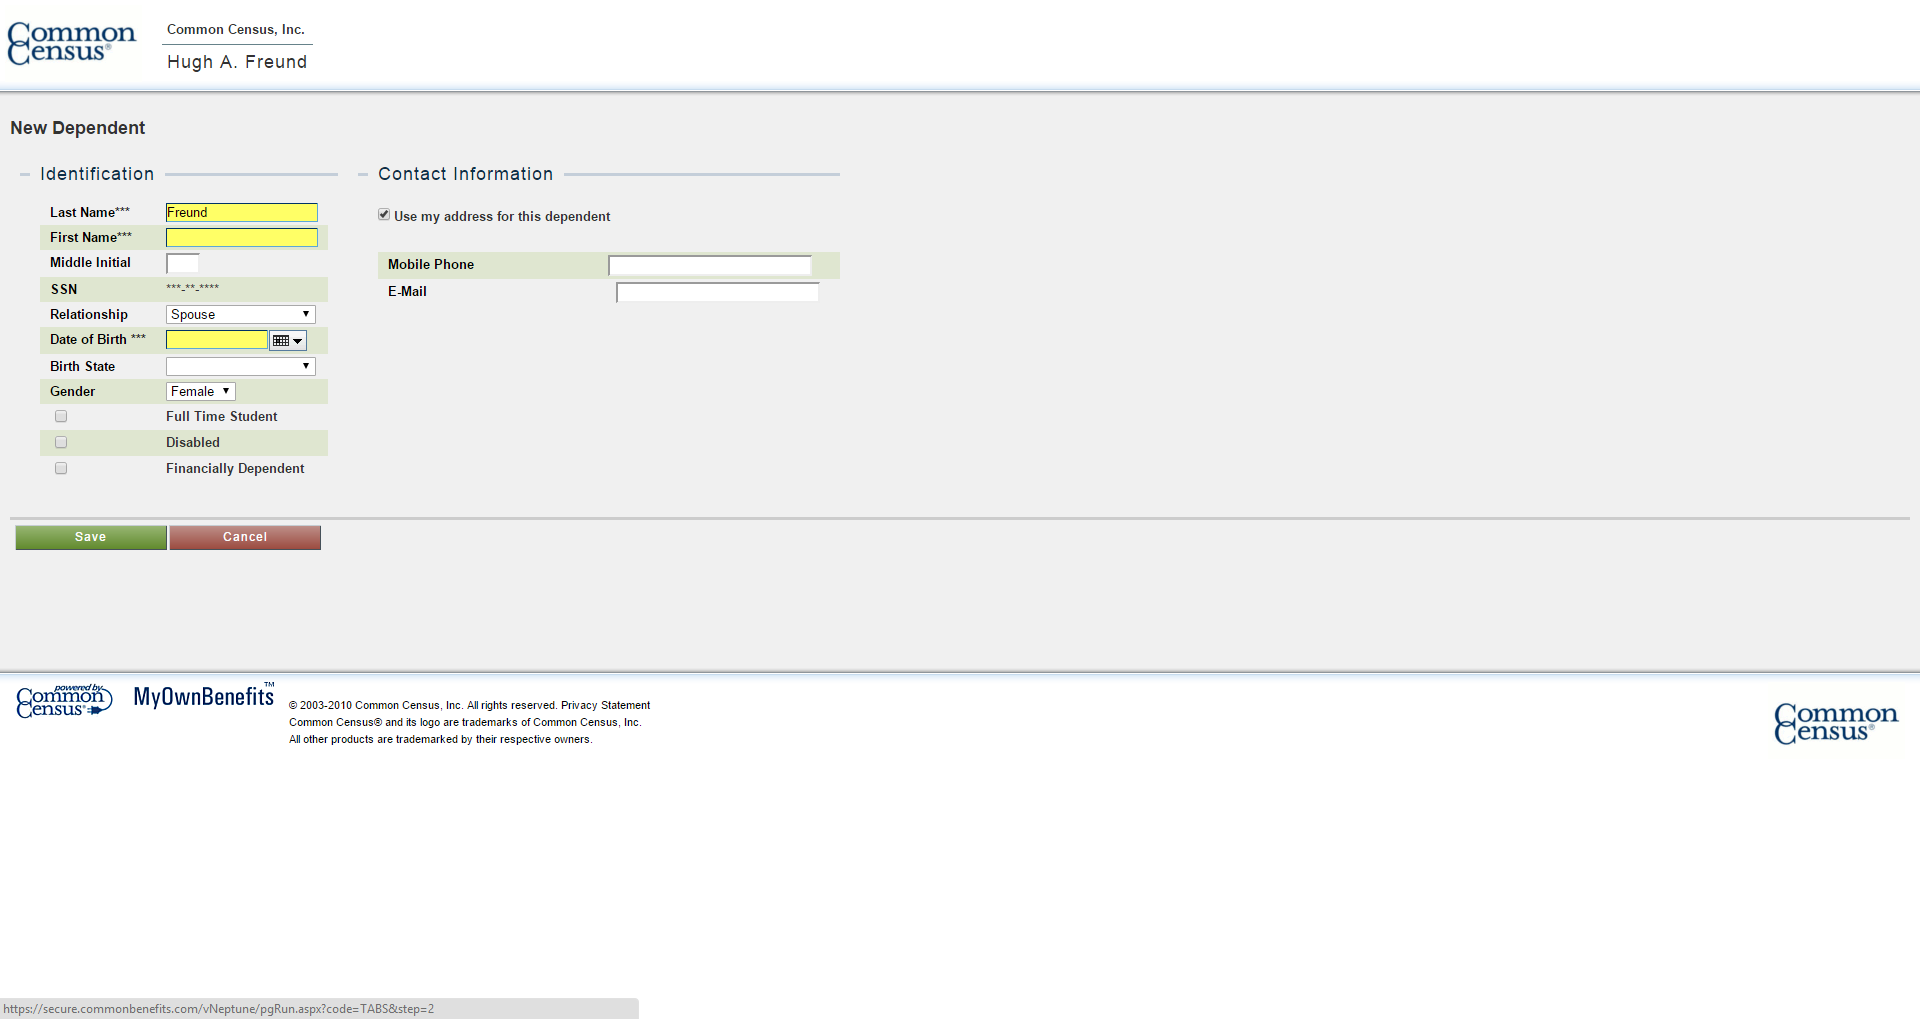 Common
Census®
Common Census, Inc.
Hugh A. Freund
New Dependent
Identification
Last Name*** Freund
First Name***
Middle Initial
SSN ***-**-****
Relationship Spouse
Date of Birth ***
Birth State
Gender Female
Full Time Student
Disabled
Financially Dependent
Contact Information
Use my address for this dependent
Mobile Phone
E-Mail
Save Cancel
powered by
Common
Census®
MyOwnBenefits™
© 2003-2010 Common Census, Inc. All rights reserved. Privacy Statement
Common Census® and its logo are trademarks of Common Census, Inc.
All other products are trademarked by their respective owners.
Common
Census®
https://secure.commonbenefits.com/vNeptune/pgRun.aspx?code=TABS&step=2